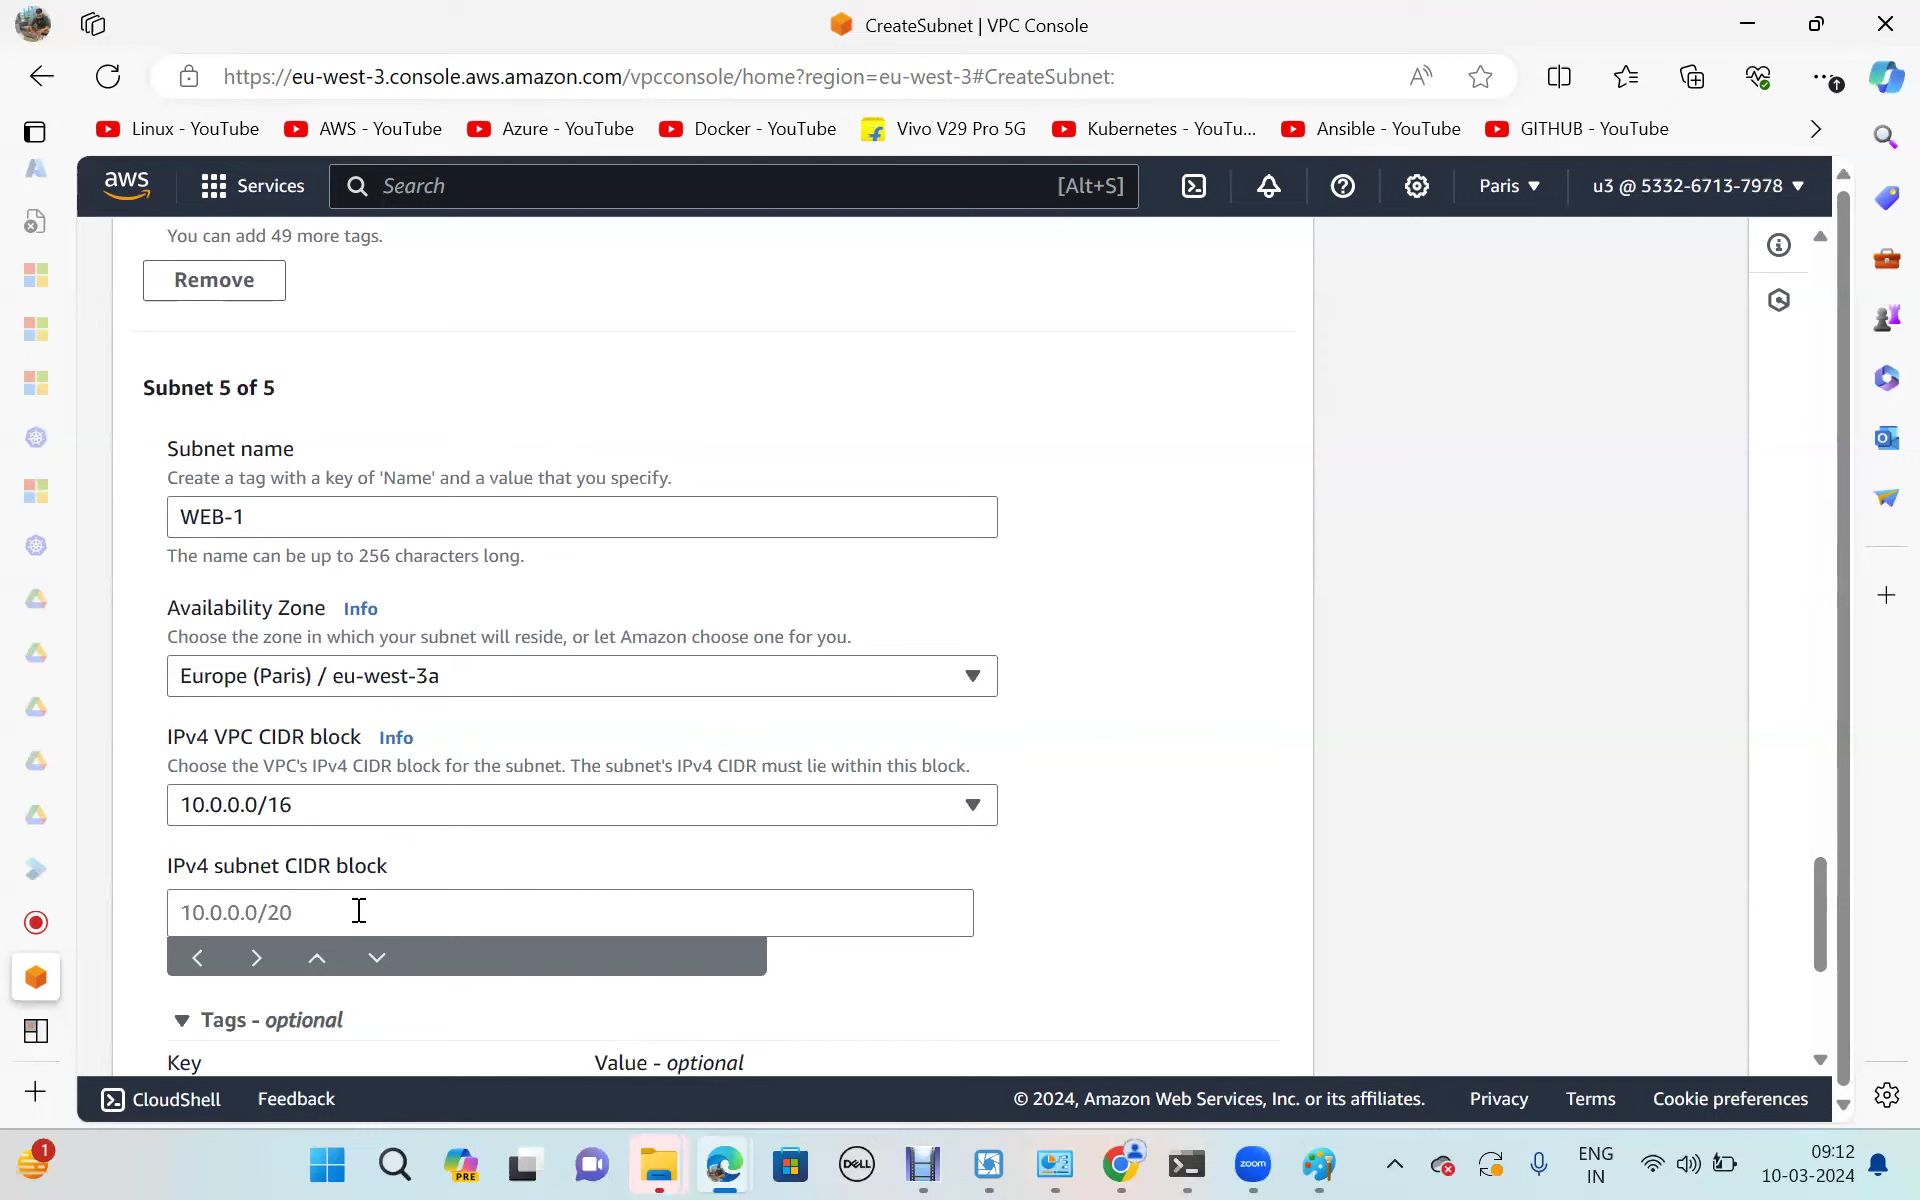 CreateSubnet | VPC Console
https://eu-west-3.console.aws.amazon.com/vpcconsole/home?region=eu-west-3#CreateSubnet:
Linux - YouTube
AWS - YouTube
Azure - YouTube
Docker - YouTube
Vivo V29 Pro 5G
Kubernetes - YouTu...
Ansible - YouTube
GITHUB - YouTube
aws
Services
Search
[Alt+S]
Paris
u3 @ 5332-6713-7978
You can add 49 more tags.
Remove
Subnet 5 of 5
Subnet name
Create a tag with a key of 'Name' and a value that you specify.
WEB-1
The name can be up to 256 characters long.
Availability Zone Info
Choose the zone in which your subnet will reside, or let Amazon choose one for you.
Europe (Paris) / eu-west-3a
IPv4 VPC CIDR block Info
Choose the VPC's IPv4 CIDR block for the subnet. The subnet's IPv4 CIDR must lie within this block.
10.0.0.0/16
IPv4 subnet CIDR block
10.0.0.0/20
Tags - optional
Key
Value - optional
CloudShell
Feedback
© 2024, Amazon Web Services, Inc. or its affiliates.
Privacy
Terms
Cookie preferences
1
PRE
DELL
zoom
ENG
IN
09:12
10-03-2024